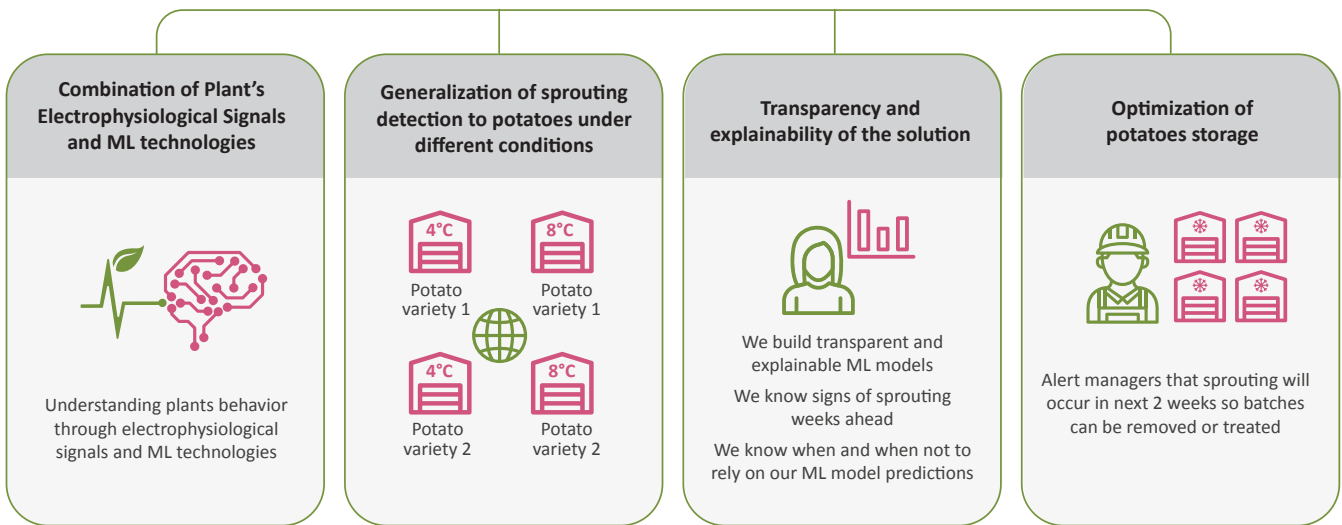 Combination of Plant’s
Electrophysiological Signals
and ML technologies
Understanding plants behavior
through electrophysiological
signals and ML technologies
Generalization of sprouting
detection to potatoes under
different conditions
4°C
8°C
Potato
variety 1
Potato
variety 1
4°C
8°C
Potato
variety 2
Potato
variety 2
Transparency and
explainability of the solution
We build transparent and
explainable ML models
We know signs of sprouting
weeks ahead
We know when and when not to
rely on our ML model predictions
Optimization of
potatoes storage
Alert managers that sprouting will
occur in next 2 weeks so batches
can be removed or treated